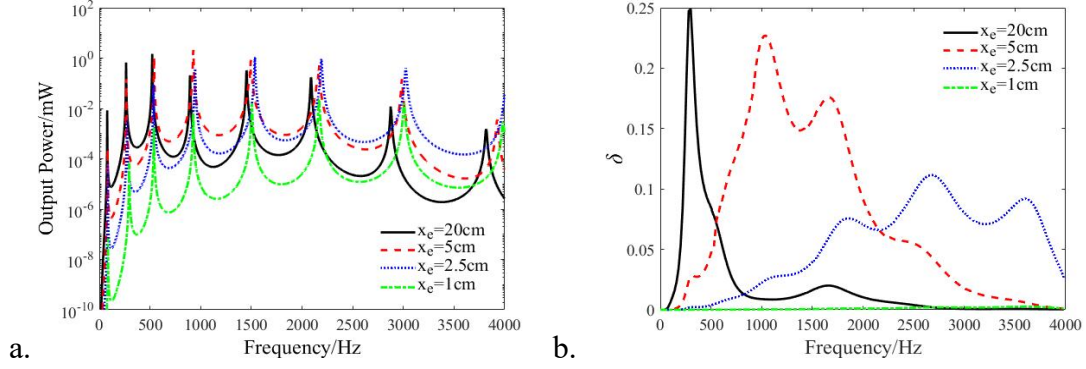 10^2
10^0
10^-2
10^-4
10^-6
10^-8
10^-10
Output Power/mW
x_e=20cm
x_e=5cm
x_e=2.5cm
x_e=1cm
0 500 1000 1500 2000 2500 3000 3500 4000
Frequency/Hz
a.
0.25
0.2
0.15
0.1
0.05
0
δ
x_e=20cm
x_e=5cm
x_e=2.5cm
x_e=1cm
0 500 1000 1500 2000 2500 3000 3500 4000
Frequency/Hz
b.